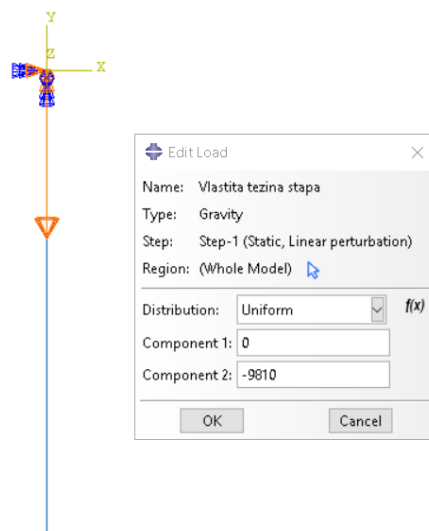 Y
Z
X
Edit Load
Name: Vlastita tezina stapa
Type: Gravity
Step: Step-1 (Static, Linear perturbation)
Region: (Whole Model)
Distribution: Uniform f(x)
Component 1: 0
Component 2: -9810
OK Cancel